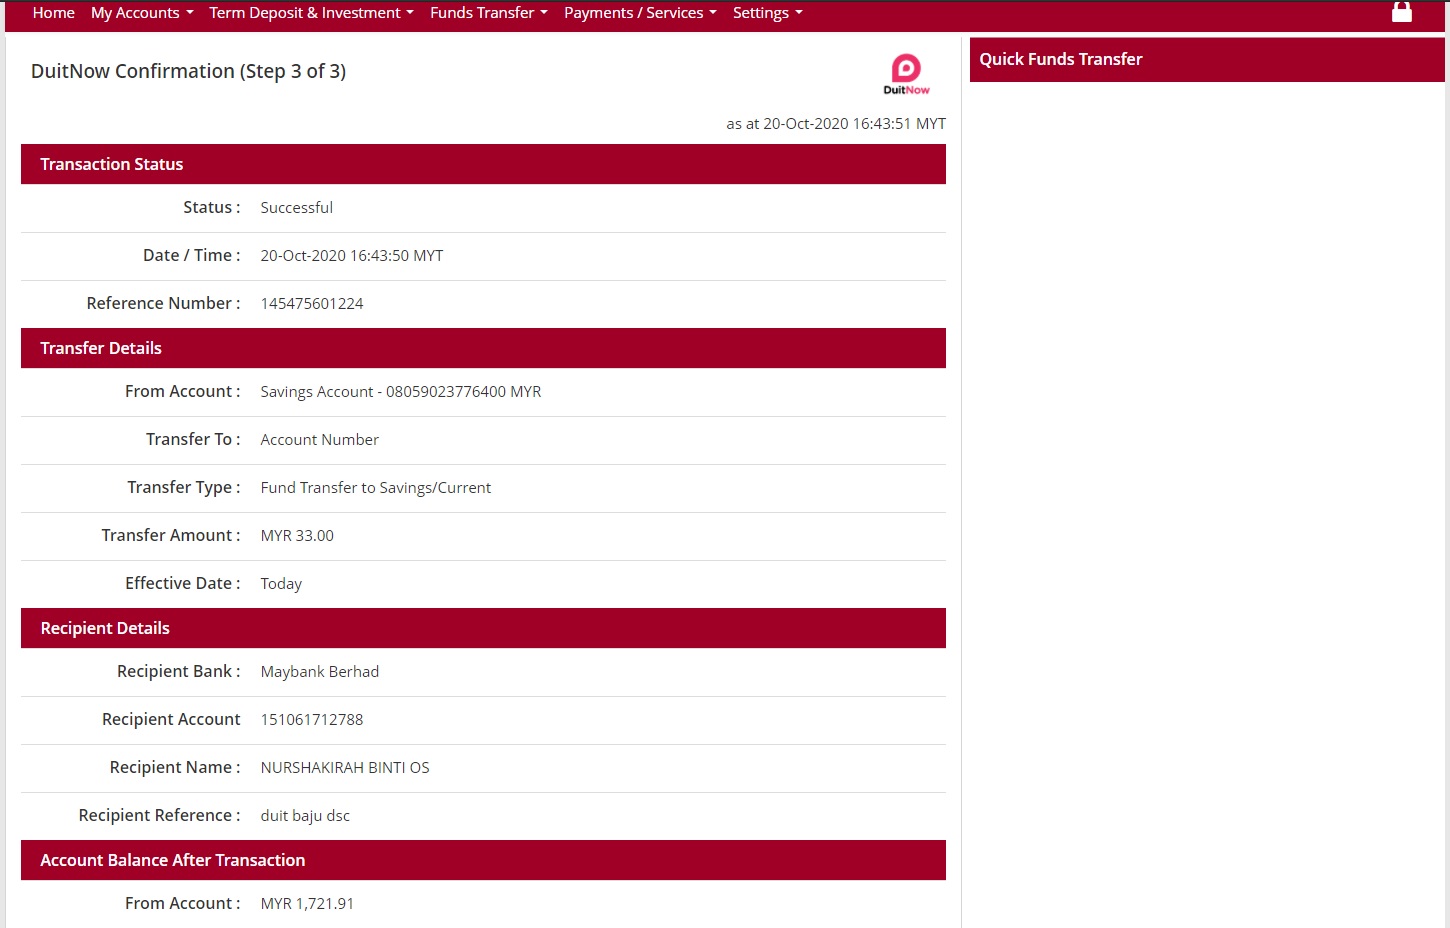 Home My Accounts Term Deposit & Investment Funds Transfer Payments / Services Settings
DuitNow Confirmation (Step 3 of 3)
DuitNow
as at 20-Oct-2020 16:43:51 MYT
Transaction Status
Status : Successful
Date / Time : 20-Oct-2020 16:43:50 MYT
Reference Number : 145475601224
Transfer Details
From Account : Savings Account - 08059023776400 MYR
Transfer To : Account Number
Transfer Type : Fund Transfer to Savings/Current
Transfer Amount : MYR 33.00
Effective Date : Today
Recipient Details
Recipient Bank : Maybank Berhad
Recipient Account 151061712788
Recipient Name : NURSHAKIRAH BINTI OS
Recipient Reference : duit baju dsc
Account Balance After Transaction
From Account : MYR 1,721.91
Quick Funds Transfer